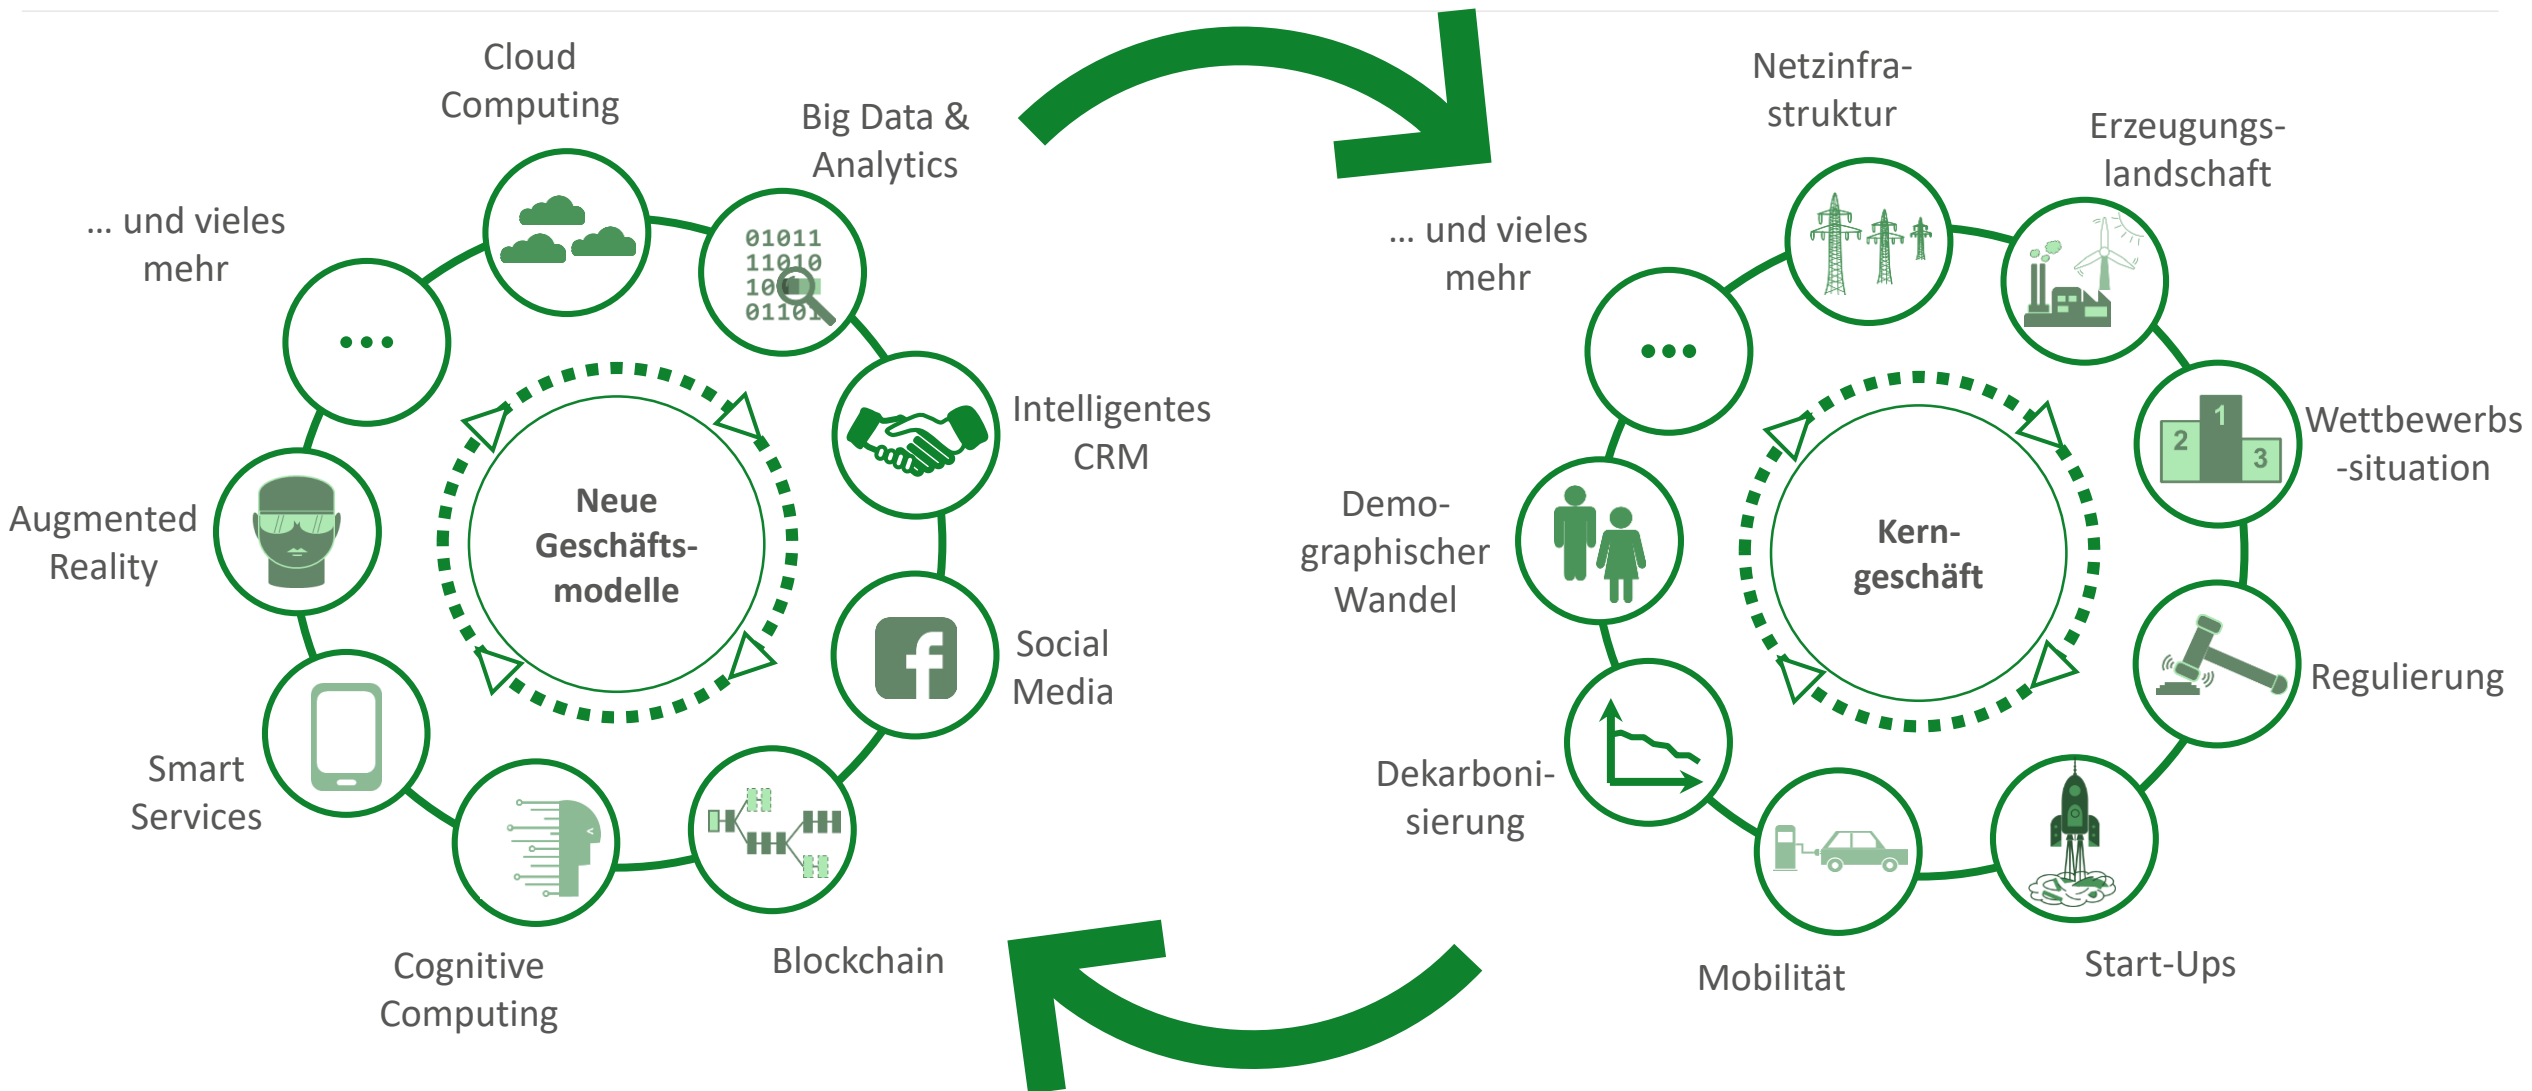 Cloud
Computing
Big Data &
Analytics
... und vieles
mehr
01011
11010
10
01101
Intelligentes
CRM
Neue
Geschäfts-
modelle
Augmented
Reality
Social
Media
f
Smart
Services
Cognitive
Computing
Blockchain
Netzinfra-
struktur
Erzeugungs-
landschaft
... und vieles
mehr
1
2
3
Wettbewerbs
-situation
Kern-
geschäft
Demo-
graphischer
Wandel
Regulierung
Dekarboni-
sierung
Mobilität
Start-Ups